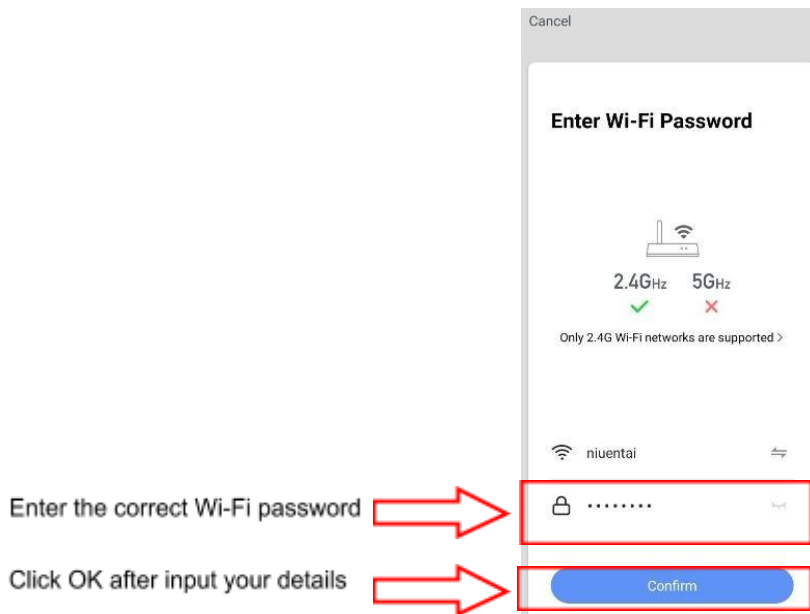 Cancel
Enter Wi-Fi Password
2.4GHz 5GHz
Only 2.4G Wi-Fi networks are supported >
niuentai
Enter the correct Wi-Fi password ········
Click OK after input your details Confirm